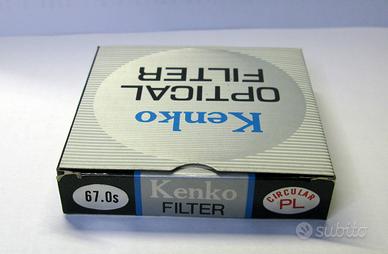 Kenko
OPTICAL
FILTER
67.0s
Kenko
FILTER
CIRCULAR
PL
subito